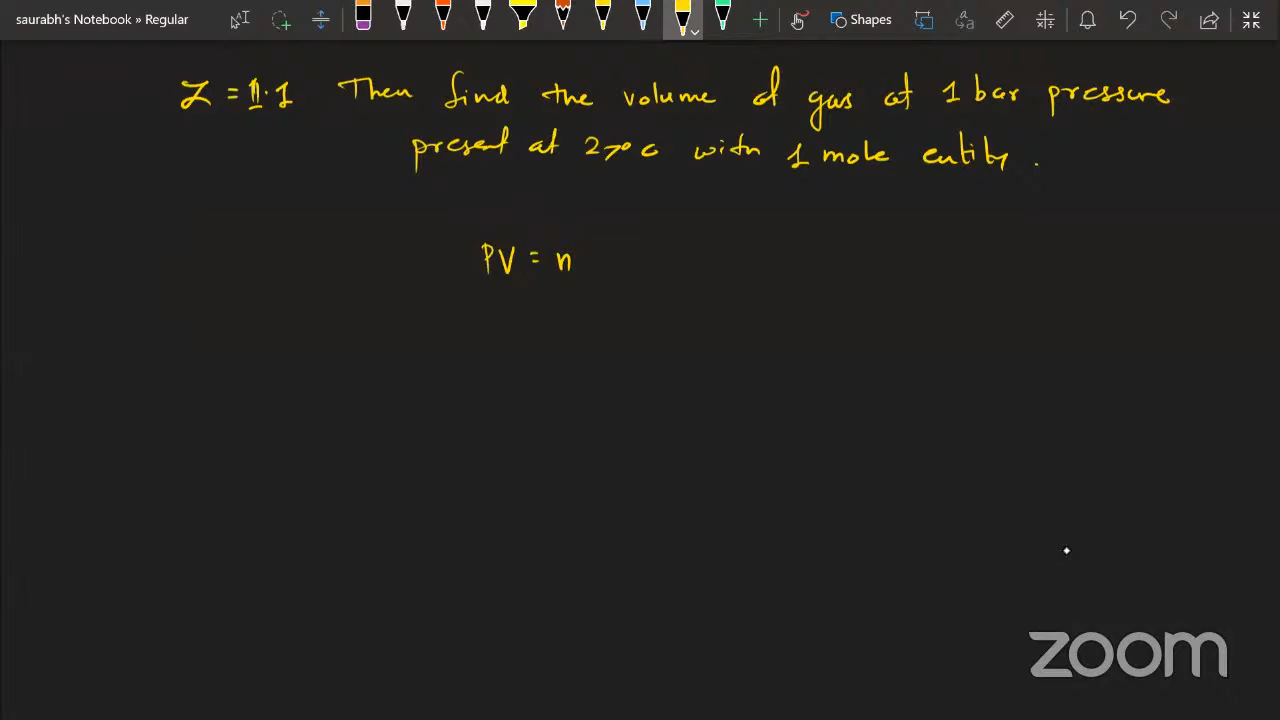 saurabh's Notebook » Regular
Shapes
Z = 1.1 Then find the volume of gas at 1 bar pressure
present at 27°C with 1 mole entity.
PV = n
zoom